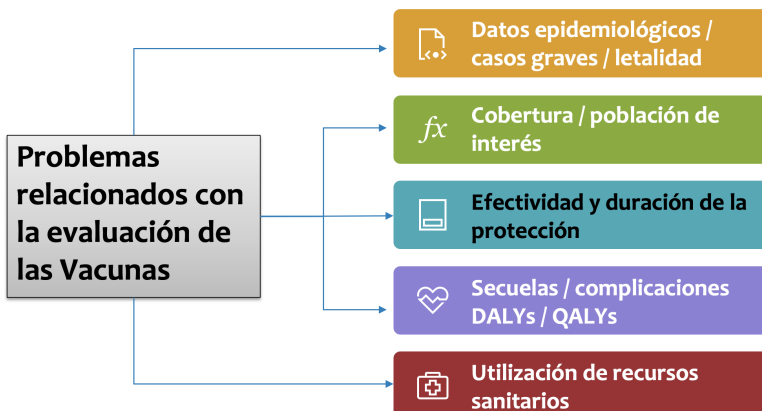 Problemas
relacionados con
la evaluación de
las Vacunas
Datos epidemiológicos /
casos graves / letalidad
fx
Cobertura / población de
interés
Efectividad y duración de la
protección
Secuelas / complicaciones
DALYs / QALYs
Utilización de recursos
sanitarios